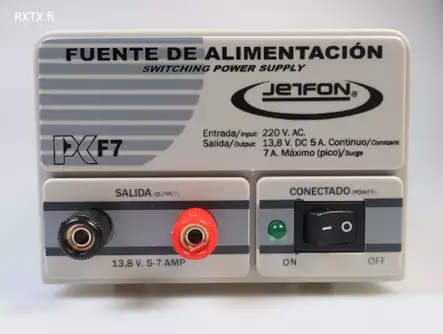 RXTX.fi
FUENTE DE ALIMENTACIÓN
SWITCHING POWER SUPPLY
JETFON ®
Entrada/Input: 220 V. AC.
Salida/Output: 13,8 V. DC 5 A. Continuo/Constant
7 A. Máximo (pico)/Surge
PC F7
SALIDA (OUTPUT)
CONECTADO (POWER)
13,8 V. 5-7 AMP
ON OFF